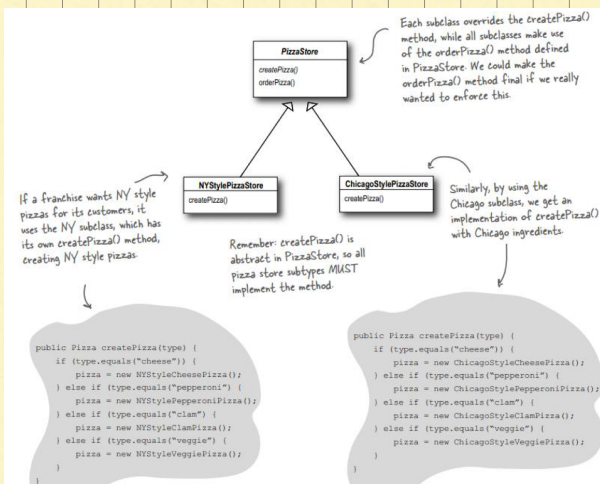 Each subclass overrides the createPizza()
method, while all subclasses make use
of the orderPizza() method defined
in PizzaStore. We could make the
orderPizza() method final if we really
wanted to enforce this.
PizzaStore
createPizza()
orderPizza()
If a franchise wants NY style
pizzas for its customers, it
uses the NY subclass, which has
its own createPizza() method,
creating NY style pizzas.
NYStylePizzaStore
createPizza()
ChicagoStylePizzaStore
createPizza()
Similarly, by using the
Chicago subclass, we get an
implementation of createPizza()
with Chicago ingredients.
Remember: createPizza() is
abstract in PizzaStore, so all
pizza store subtypes MUST
implement the method.
public Pizza createPizza(type) {
if (type.equals("cheese")) {
pizza = new NYStyleCheesePizza();
} else if (type.equals("pepperoni") {
pizza = new NYStylePepperoniPizza();
} else if (type.equals("clam") {
pizza = new NYStyleClamPizza();
} else if (type.equals("veggie") {
pizza = new NYStyleVeggiePizza();
}
}
public Pizza createPizza(type) {
if (type.equals("cheese")) {
pizza = new ChicagoStyleCheesePizza();
} else if (type.equals("pepperoni") {
pizza = new ChicagoStylePepperoniPizza();
} else if (type.equals("clam") {
pizza = new ChicagoStyleClamPizza();
} else if (type.equals("veggie") {
pizza = new ChicagoStyleVeggiePizza();
}
}